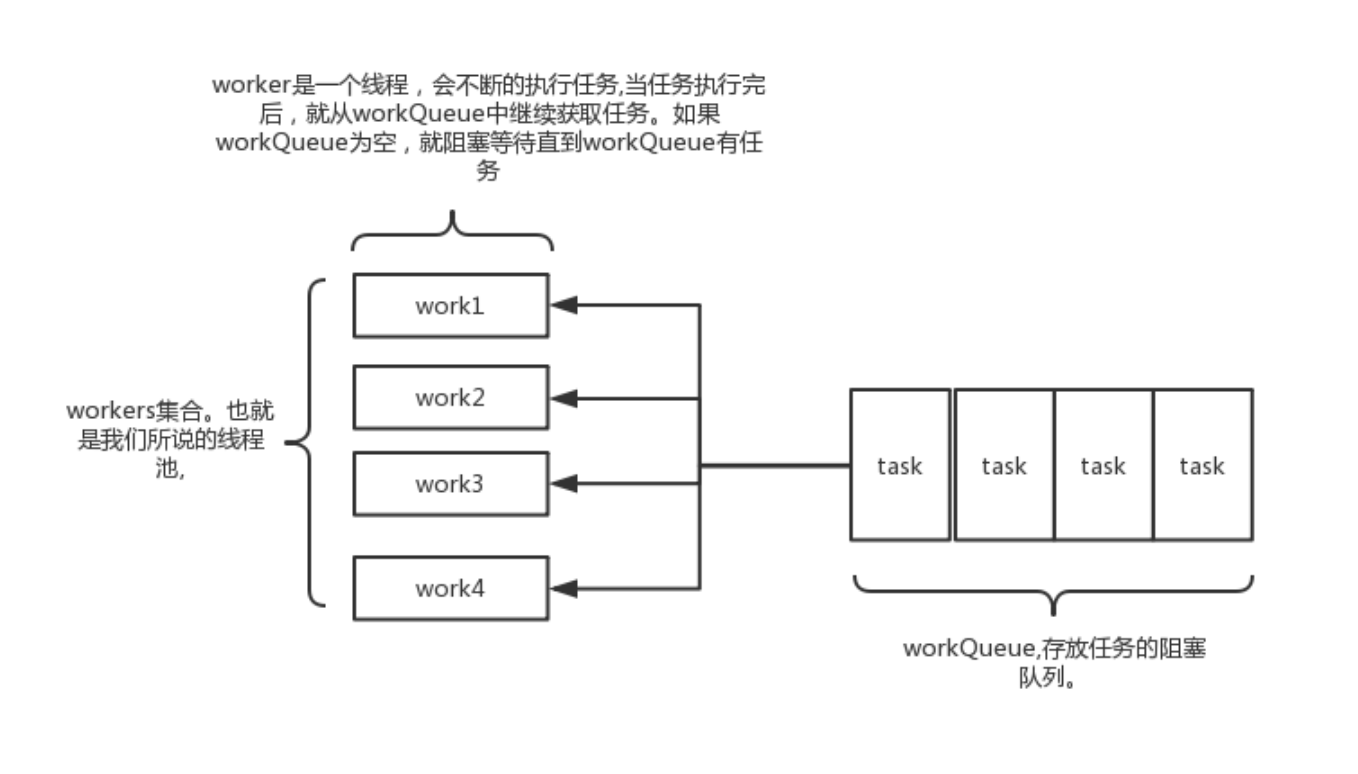 worker是一个线程，会不断的执行任务,当任务执行完
后，就从workQueue中继续获取任务。如果
workQueue为空，就阻塞等待直到workQueue有任
务
work1
work2
work3
work4
workers集合。也就
是我们所说的线程
池,
task
task
task
task
workQueue,存放任务的阻塞
队列。